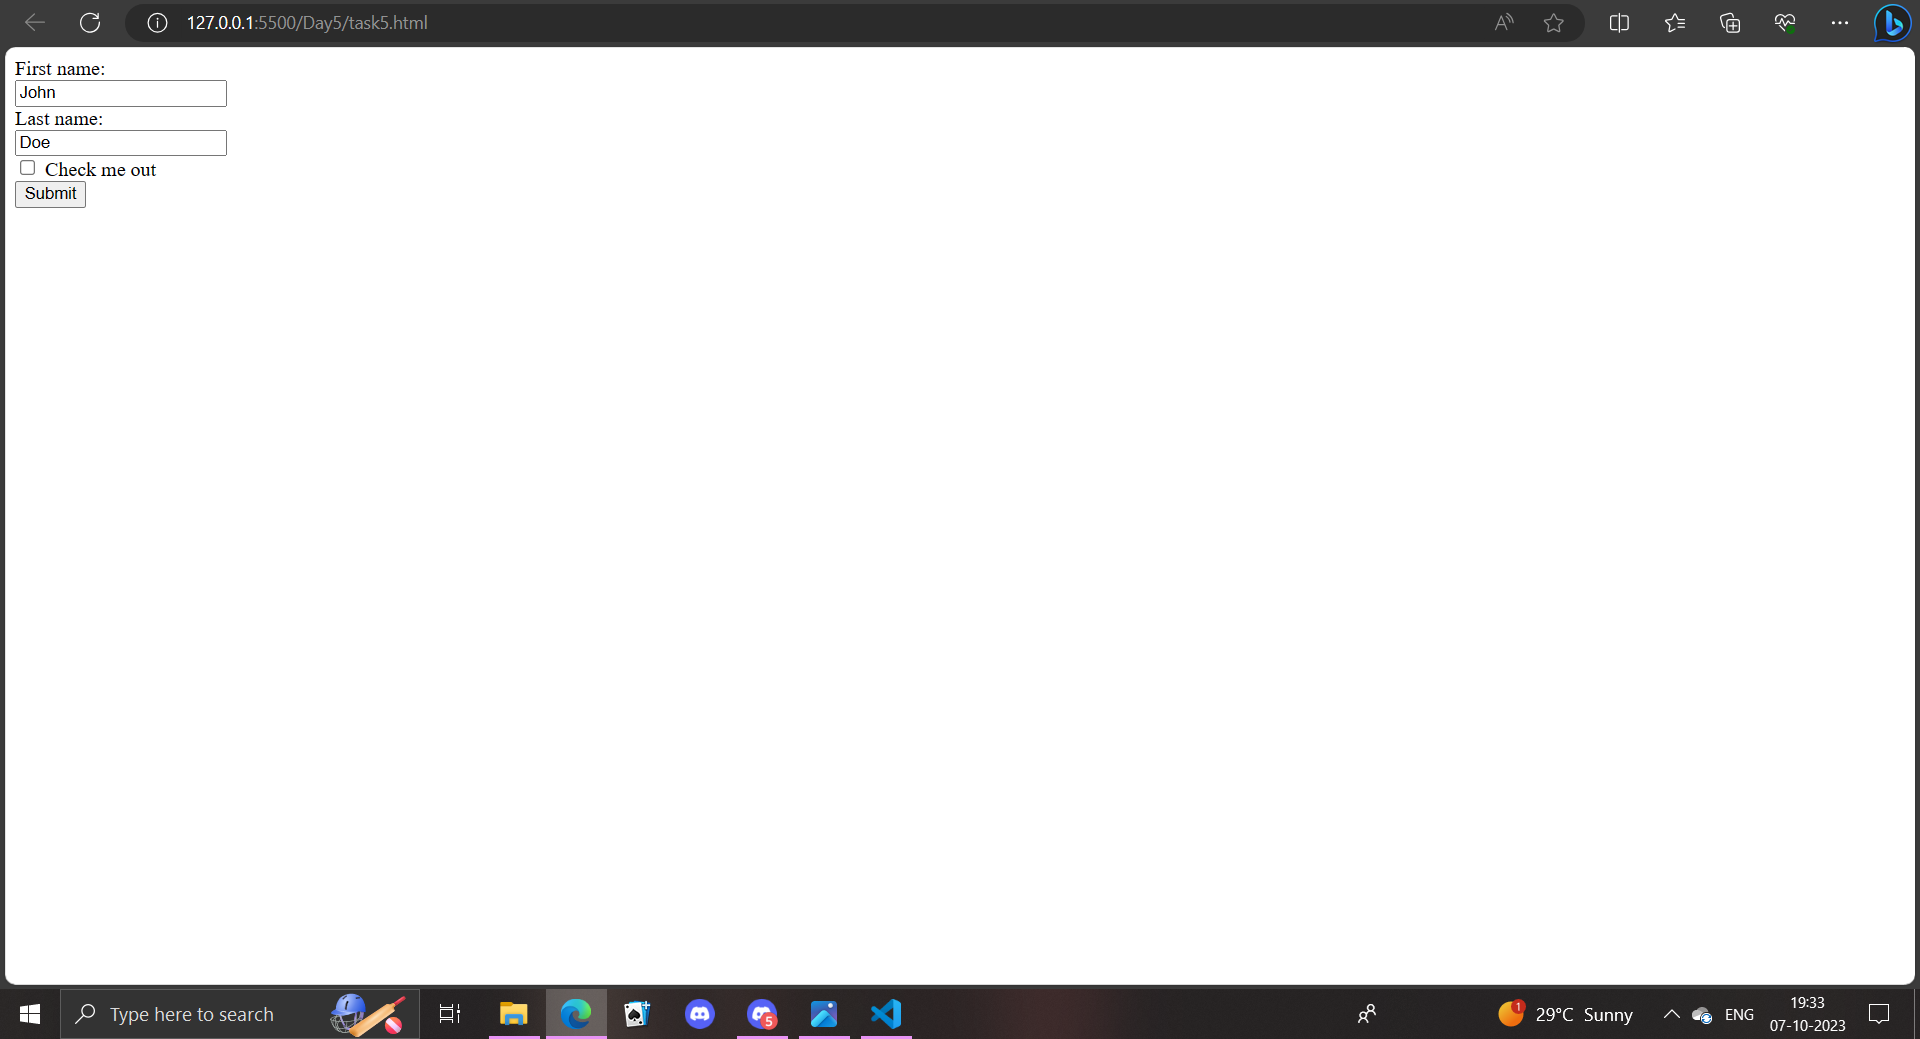 127.0.0.1:5500/Day5/task5.html
First name:
John
Last name:
Doe
Check me out
Submit
Type here to search
5
1
29°C Sunny
ENG
19:33
07-10-2023